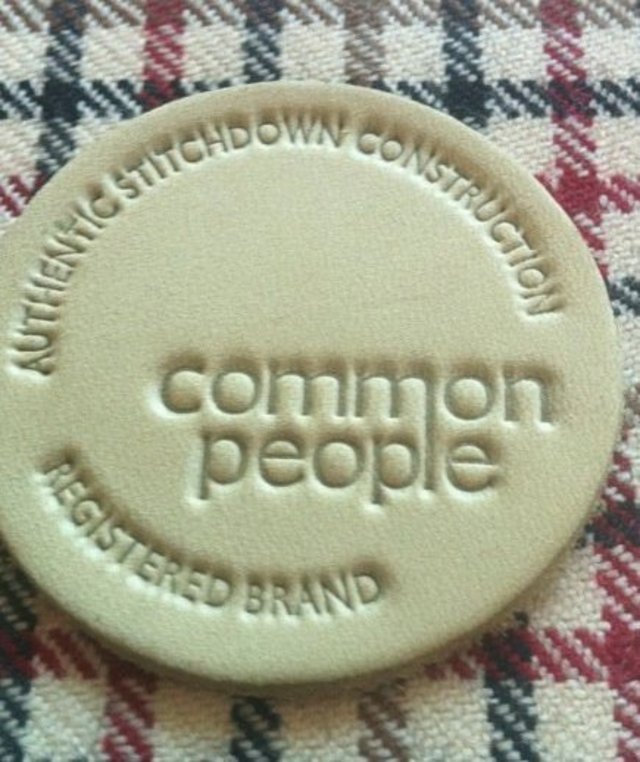 AUTHENTIC STITCHDOWN CONSTRUCTION
common
people
REGISTERED BRAND